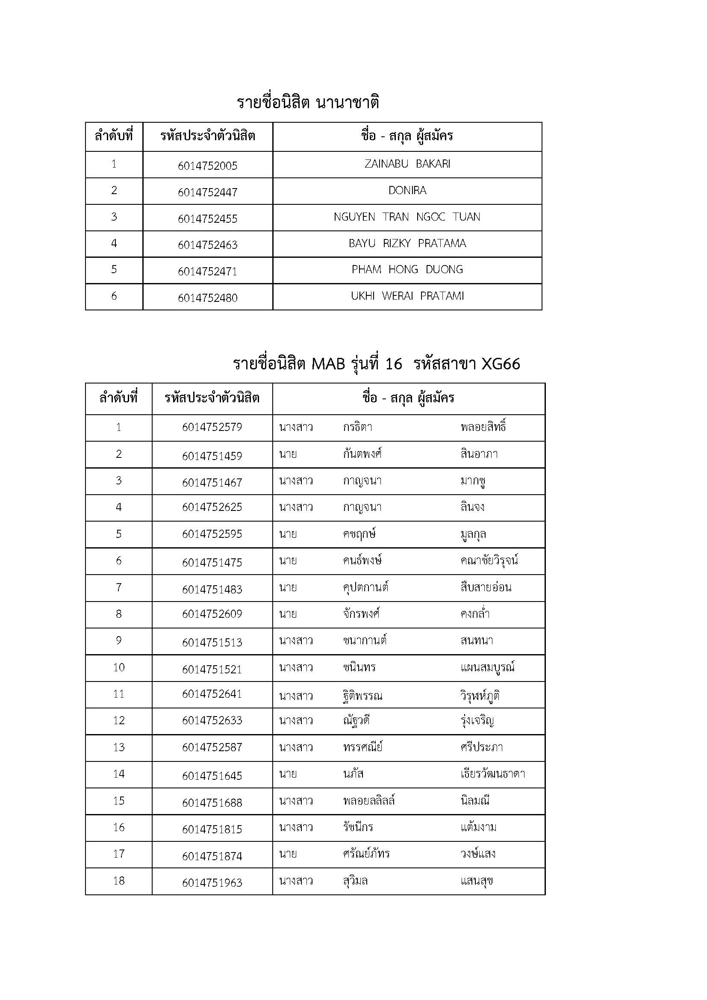 รายชื่อนิสิต นานาชาติ
ลำดับที่ รหัสประจำตัวนิสิต ชื่อ - สกุล ผู้สมัคร
1 6014752005 ZAINABU BAKARI
2 6014752447 DONIRA
3 6014752455 NGUYEN TRAN NGOC TUAN
4 6014752463 BAYU RIZKY PRATAMA
5 6014752471 PHAM HONG DUONG
6 6014752480 UKHI WERAI PRATAMI
รายชื่อนิสิต MAB รุ่นที่ 16 รหัสสาขา XG66
ลำดับที่ รหัสประจำตัวนิสิต ชื่อ - สกุล ผู้สมัคร
1 6014752579 นางสาว กรธิตา พลอยสิทธิ์
2 6014751459 นาย กันตพงศ์ สินอาภา
3 6014751467 นางสาว กาญจนา มากชู
4 6014752625 นางสาว กาญจนา ลินจง
5 6014752595 นาย คชฤกษ์ มูลกุล
6 6014751475 นาย คนธ์พงษ์ คณาชัยวิรุจน์
7 6014751483 นาย คุปตกานต์ สืบสายอ่อน
8 6014752609 นาย จักรพงศ์ คงกล่ำ
9 6014751513 นางสาว ชนากานต์ สนทนา
10 6014751521 นางสาว ชนินทร แผนสมบูรณ์
11 6014752641 นางสาว ฐิติพรรณ วิรุฬห์ภูติ
12 6014752633 นางสาว ณัฐวดี รุ่งเจริญ
13 6014752587 นางสาว ทรรศณีย์ ศรีประภา
14 6014751645 นาย นภัส เธียรวัฒนธาดา
15 6014751688 นางสาว พลอยลลิลล์ นิลมณี
16 6014751815 นางสาว รัชนีกร แต้มงาม
17 6014751874 นาย ศรัณย์ภัทร วงษ์แสง
18 6014751963 นางสาว สุวิมล แสนสุข